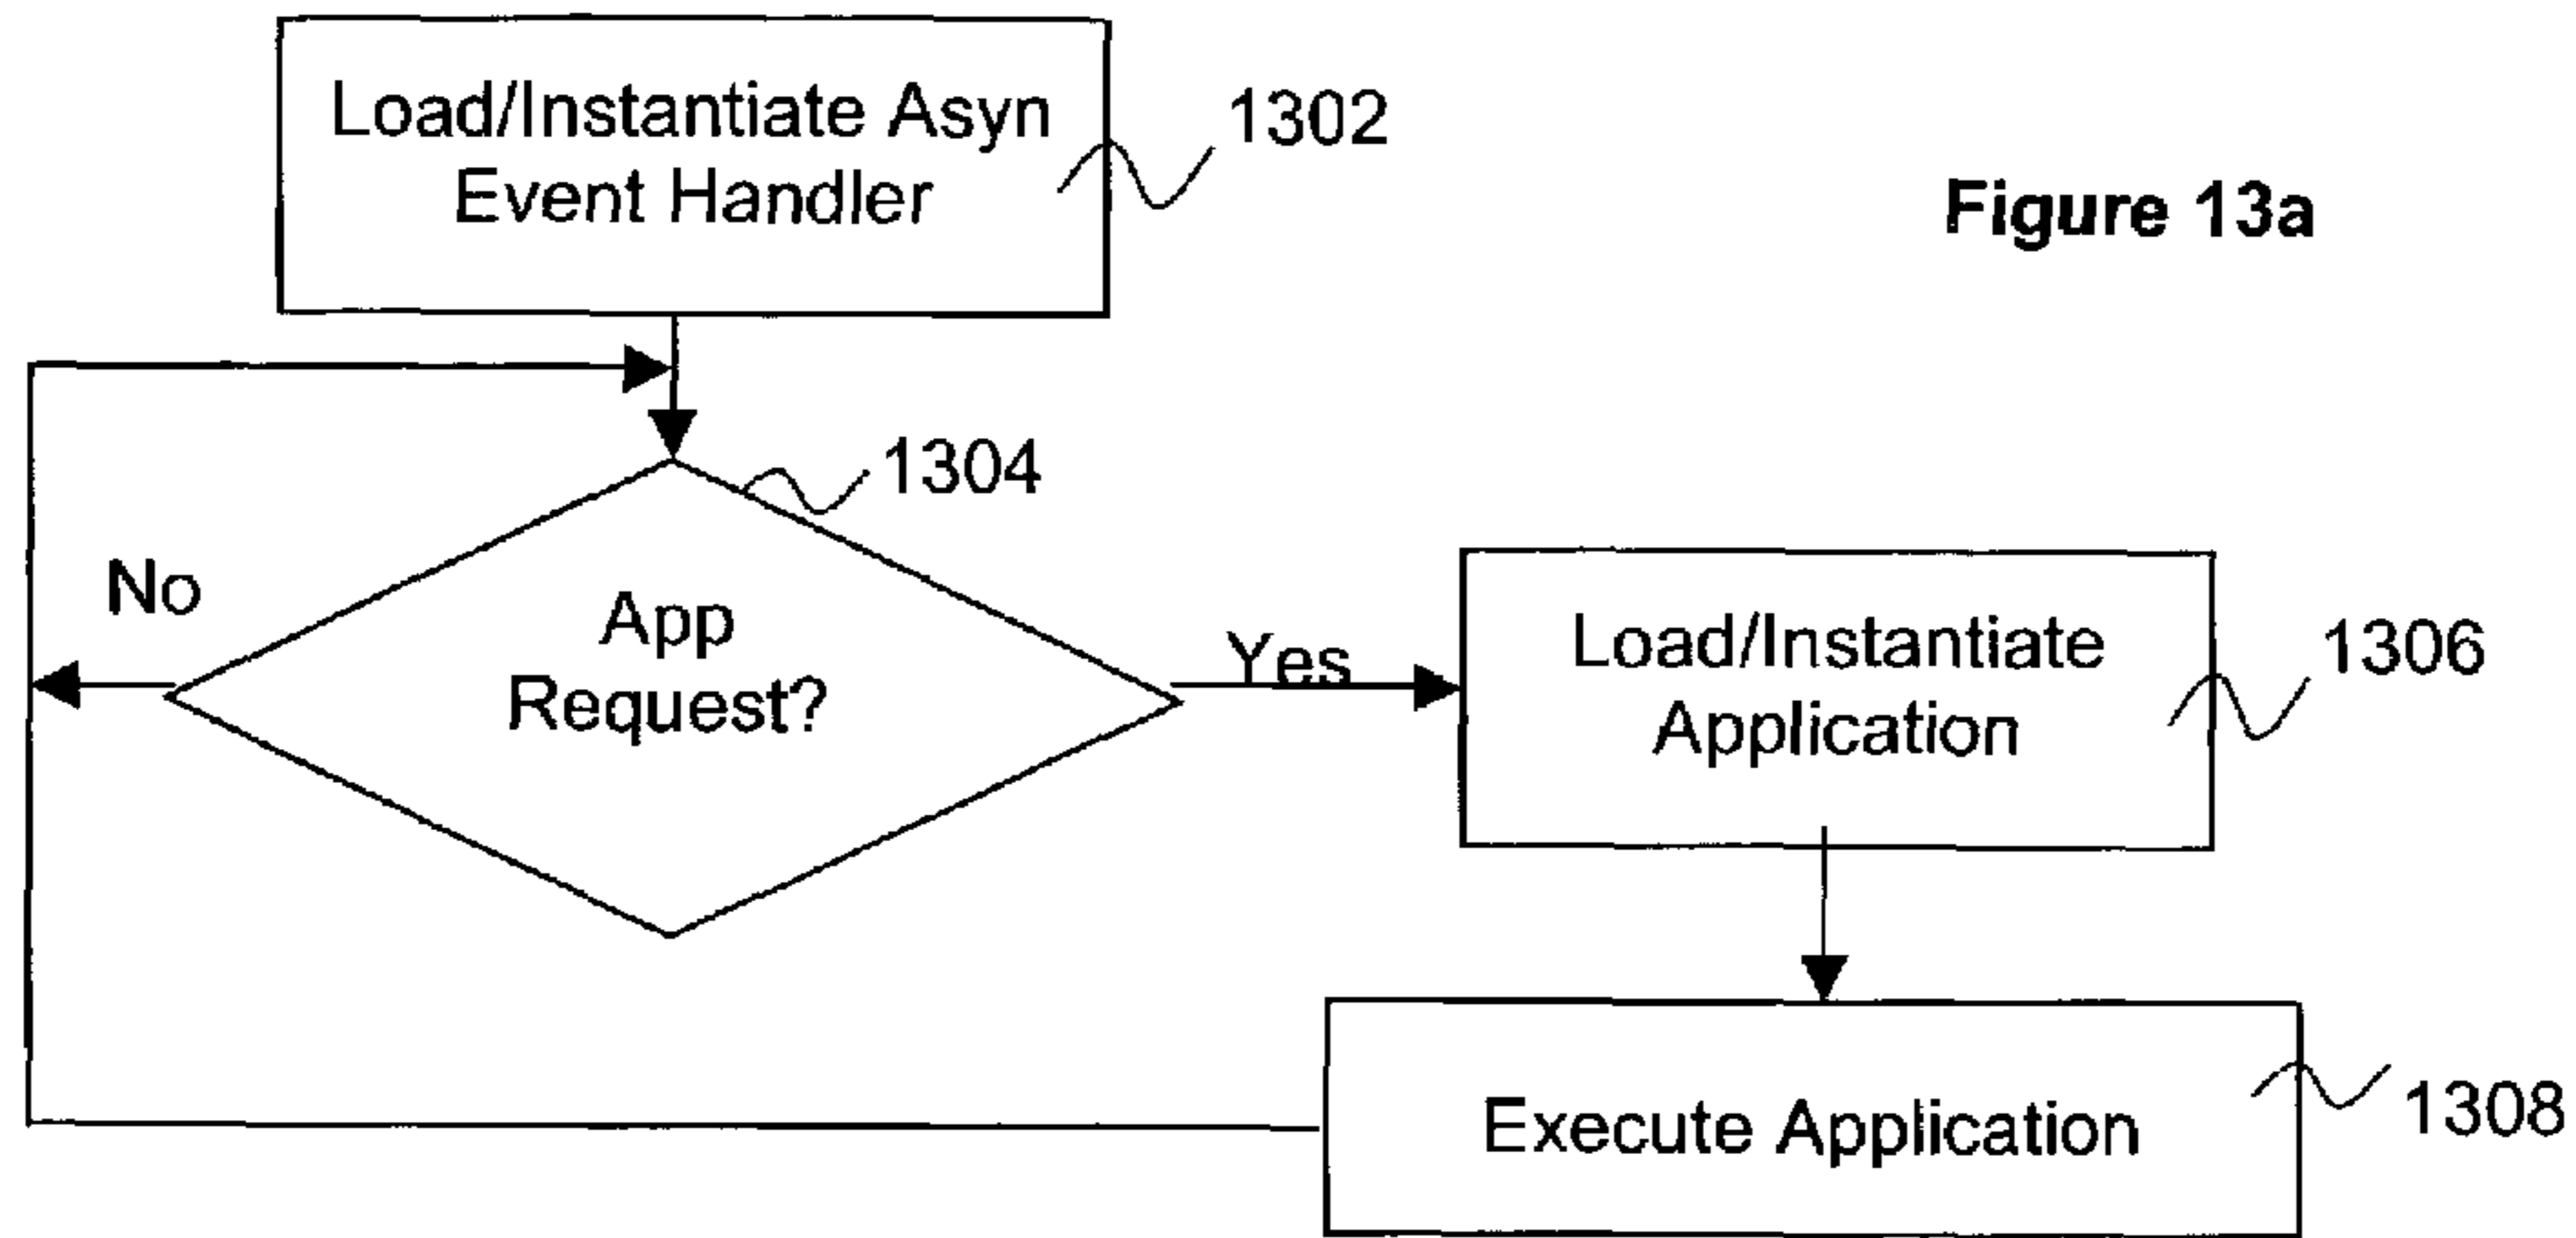 Load/Instantiate Asyn
Event Handler
1302
Figure 13a
1304
No
App
Request?
Yes
Load/Instantiate
Application
1306
Execute Application
1308